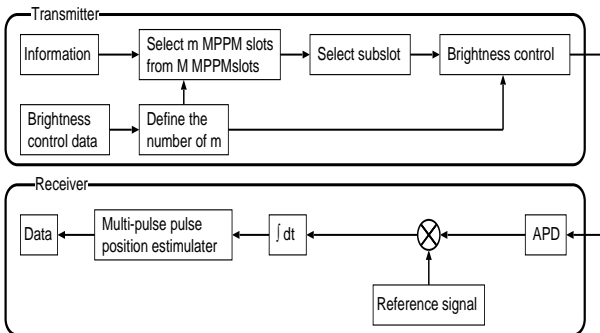 Transmitter
Information
Select m MPPM slots
from M MPPMslots
Select subslot
Brightness control
Brightness
control data
Define the
number of m
Receiver
Data
Multi-pulse pulse
position estimulater
∫ dt
APD
Reference signal